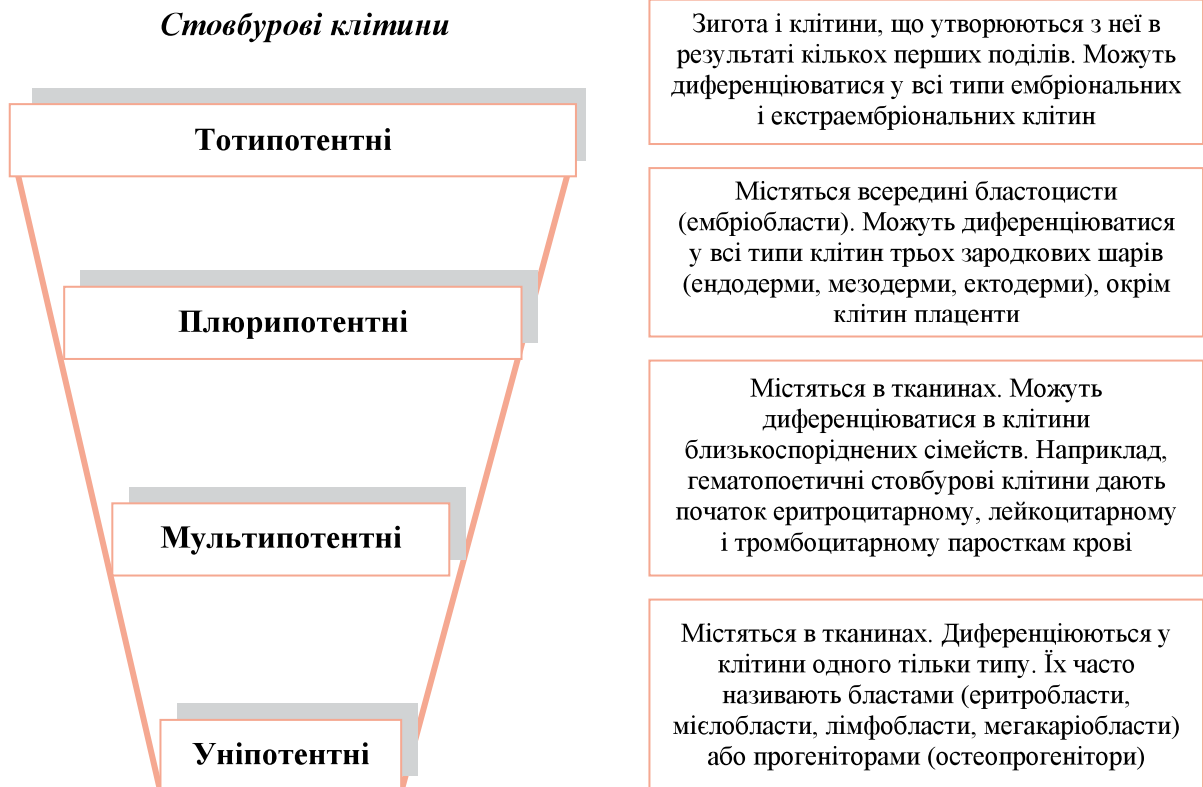 Стовбурові клітини
Тотипотентні
Зигота і клітини, що утворюються з неї в
результаті кількох перших поділів. Можуть
диференціюватися у всі типи ембріональних
і екстраембріональних клітин
Плюрипотентні
Містяться всередині бластоцисти
(ембріобласти). Можуть диференціюватися
у всі типи клітин трьох зародкових шарів
(ендодерми, мезодерми, ектодерми), окрім
клітин плаценти
Мультипотентні
Містяться в тканинах. Можуть
диференціюватися в клітини
близькоспоріднених сімейств. Наприклад,
гематопоетичні стовбурові клітини дають
початок еритроцитарному, лейкоцитарному
і тромбоцитарному паросткам крові
Уніпотентні
Містяться в тканинах. Диференціюються у
клітини одного тільки типу. Їх часто
називають бластами (еритробласти,
мієлобласти, лімфобласти, мегакаріобласти)
або прогеніторами (остеопрогенітори)